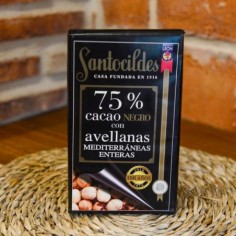 Santocildes
CASA FUNDADA EN 1916
75%
cacao NEGRO
con
avellanas
MEDITERRÁNEAS
ENTERAS